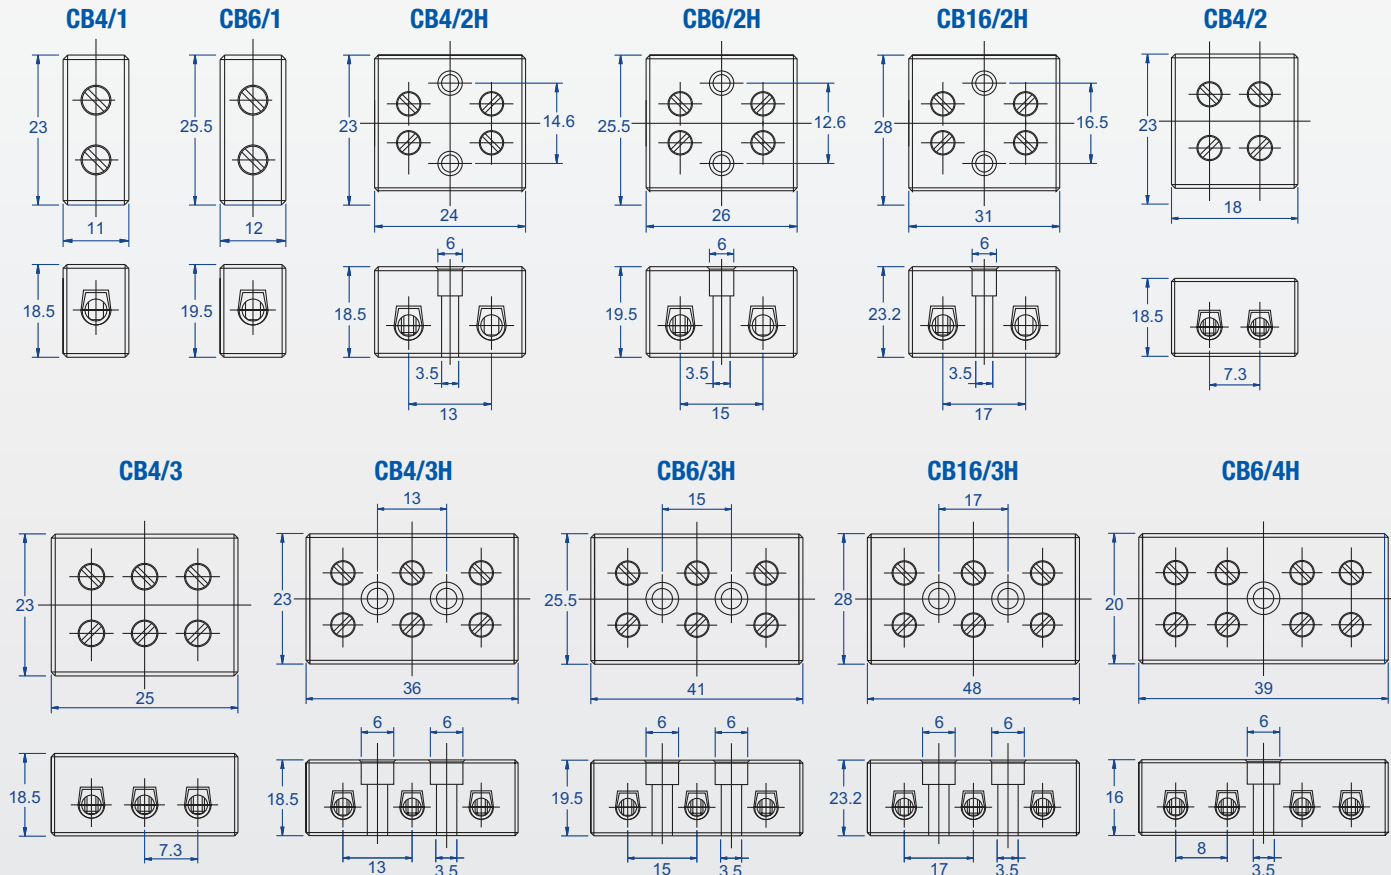 CB4/1 CB6/1 CB4/2H CB6/2H CB16/2H CB4/2
23 25.5 23 14.6 25.5 12.6 28 16.5 23
11 12 24 26 31 18
6 6 6
18.5 19.5 18.5 19.5 23.2 18.5
3.5 3.5 3.5 7.3
13 15 17
CB4/3 CB4/3H CB6/3H CB16/3H CB6/4H
13 15 17
23 23 25.5 28 20
25 36 41 48 39
6 6 6 6 6 6 6
18.5 18.5 19.5 23.2 16
7.3 13 3.5 15 3.5 17 3.5 8 3.5